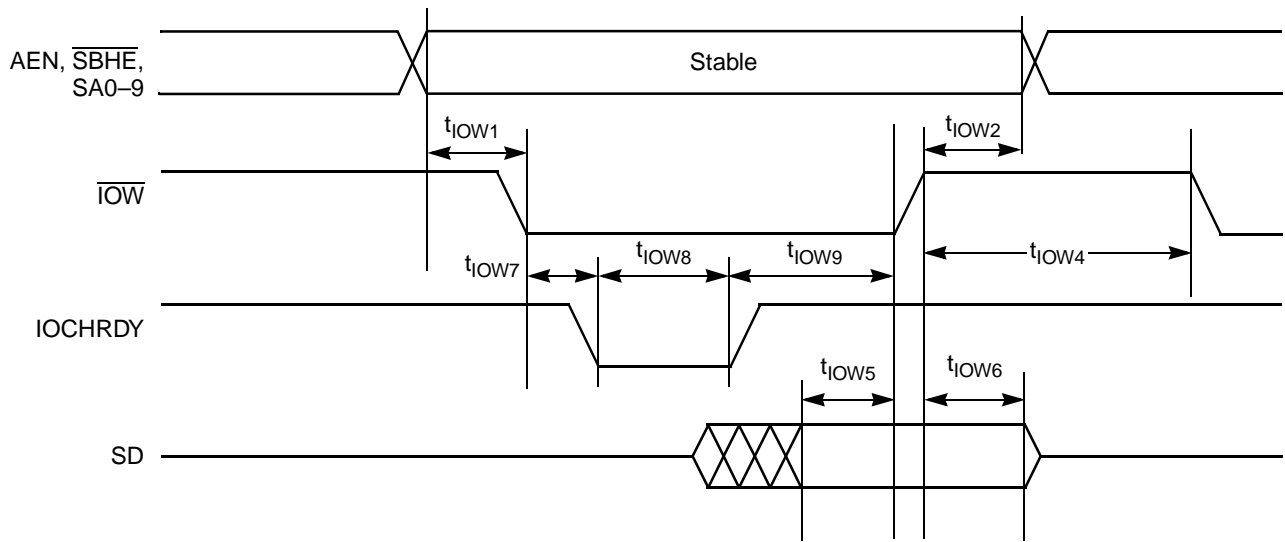 AEN, SBHE,
SA0–9
Stable
tIOW1
tIOW2
IOW
tIOW7
tIOW8
tIOW9
tIOW4
IOCHRDY
tIOW5
tIOW6
SD